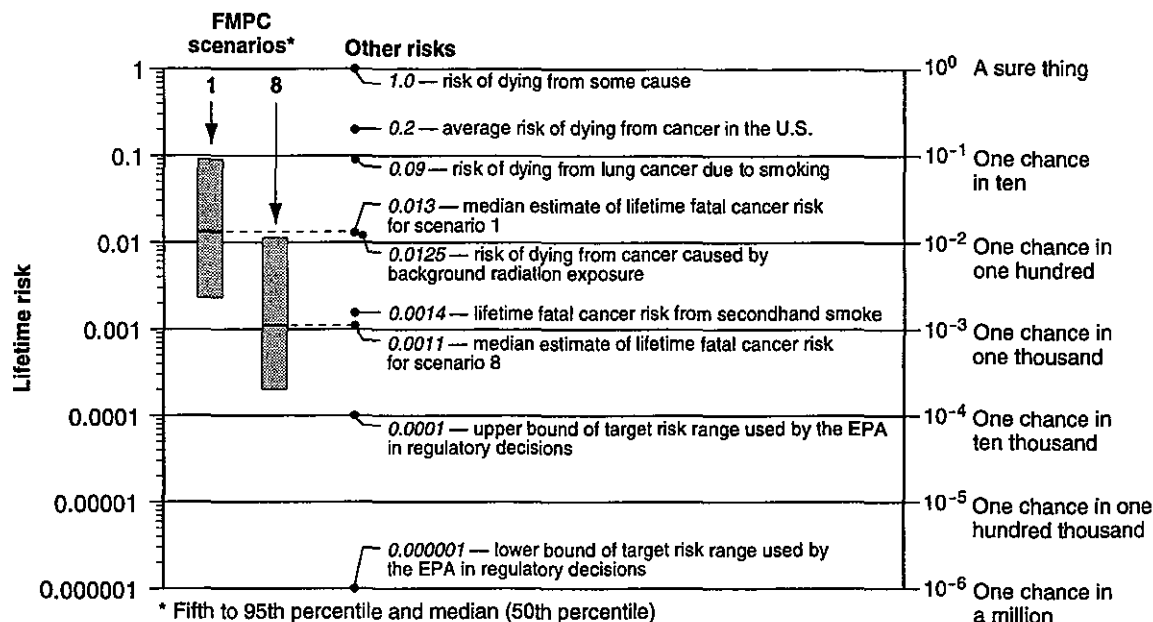 FMPC
scenarios*
Other risks
1
8
Lifetime risk
1
0.1
0.01
0.001
0.0001
0.00001
0.000001
1.0 — risk of dying from some cause
0.2 — average risk of dying from cancer in the U.S.
0.09 — risk of dying from lung cancer due to smoking
0.013 — median estimate of lifetime fatal cancer risk
for scenario 1
0.0125 — risk of dying from cancer caused by
background radiation exposure
0.0014 — lifetime fatal cancer risk from secondhand smoke
0.0011 — median estimate of lifetime fatal cancer risk
for scenario 8
0.0001 — upper bound of target risk range used by the EPA
in regulatory decisions
0.000001 — lower bound of target risk range used by
the EPA in regulatory decisions
10⁰ A sure thing
10⁻¹ One chance
in ten
10⁻² One chance in
one hundred
10⁻³ One chance in
one thousand
10⁻⁴ One chance in
ten thousand
10⁻⁵ One chance in one
hundred thousand
10⁻⁶ One chance in
a million
* Fifth to 95th percentile and median (50th percentile)